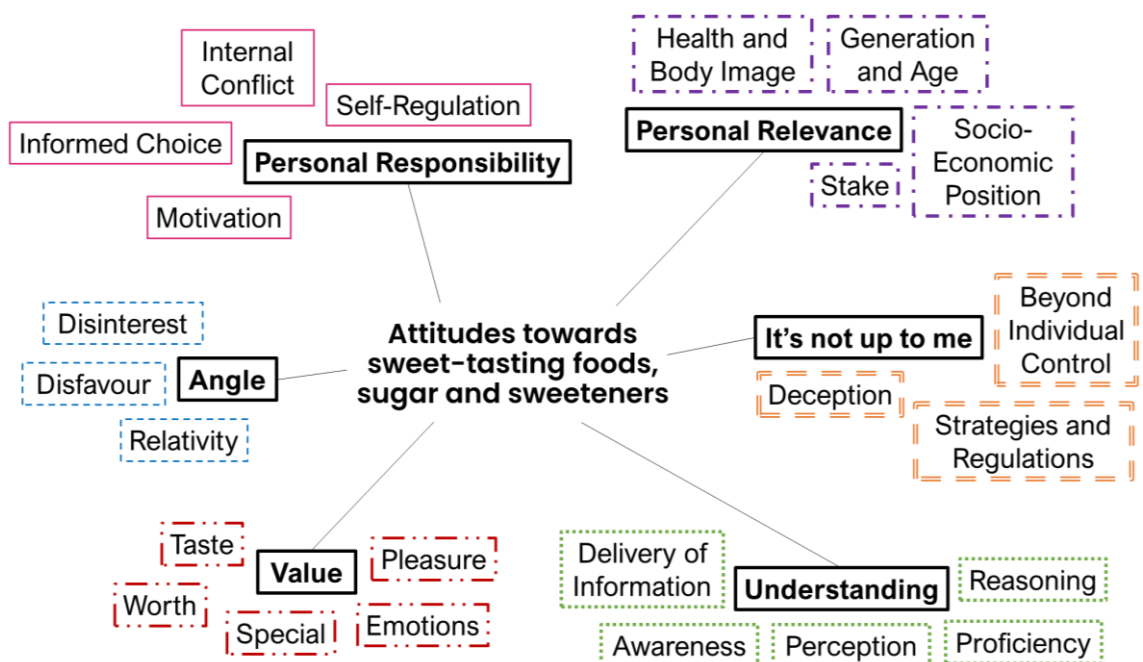 Internal
Conflict
Self-Regulation
Informed Choice
Personal Responsibility
Motivation
Health and
Body Image
Generation
and Age
Personal Relevance
Socio-
Economic
Position
Stake
Attitudes towards
sweet-tasting foods,
sugar and sweeteners
Disinterest
Disfavour
Angle
Relativity
It's not up to me
Beyond
Individual
Control
Deception
Strategies and
Regulations
Taste
Value
Pleasure
Worth
Special
Emotions
Delivery of
Information
Understanding
Reasoning
Awareness
Perception
Proficiency